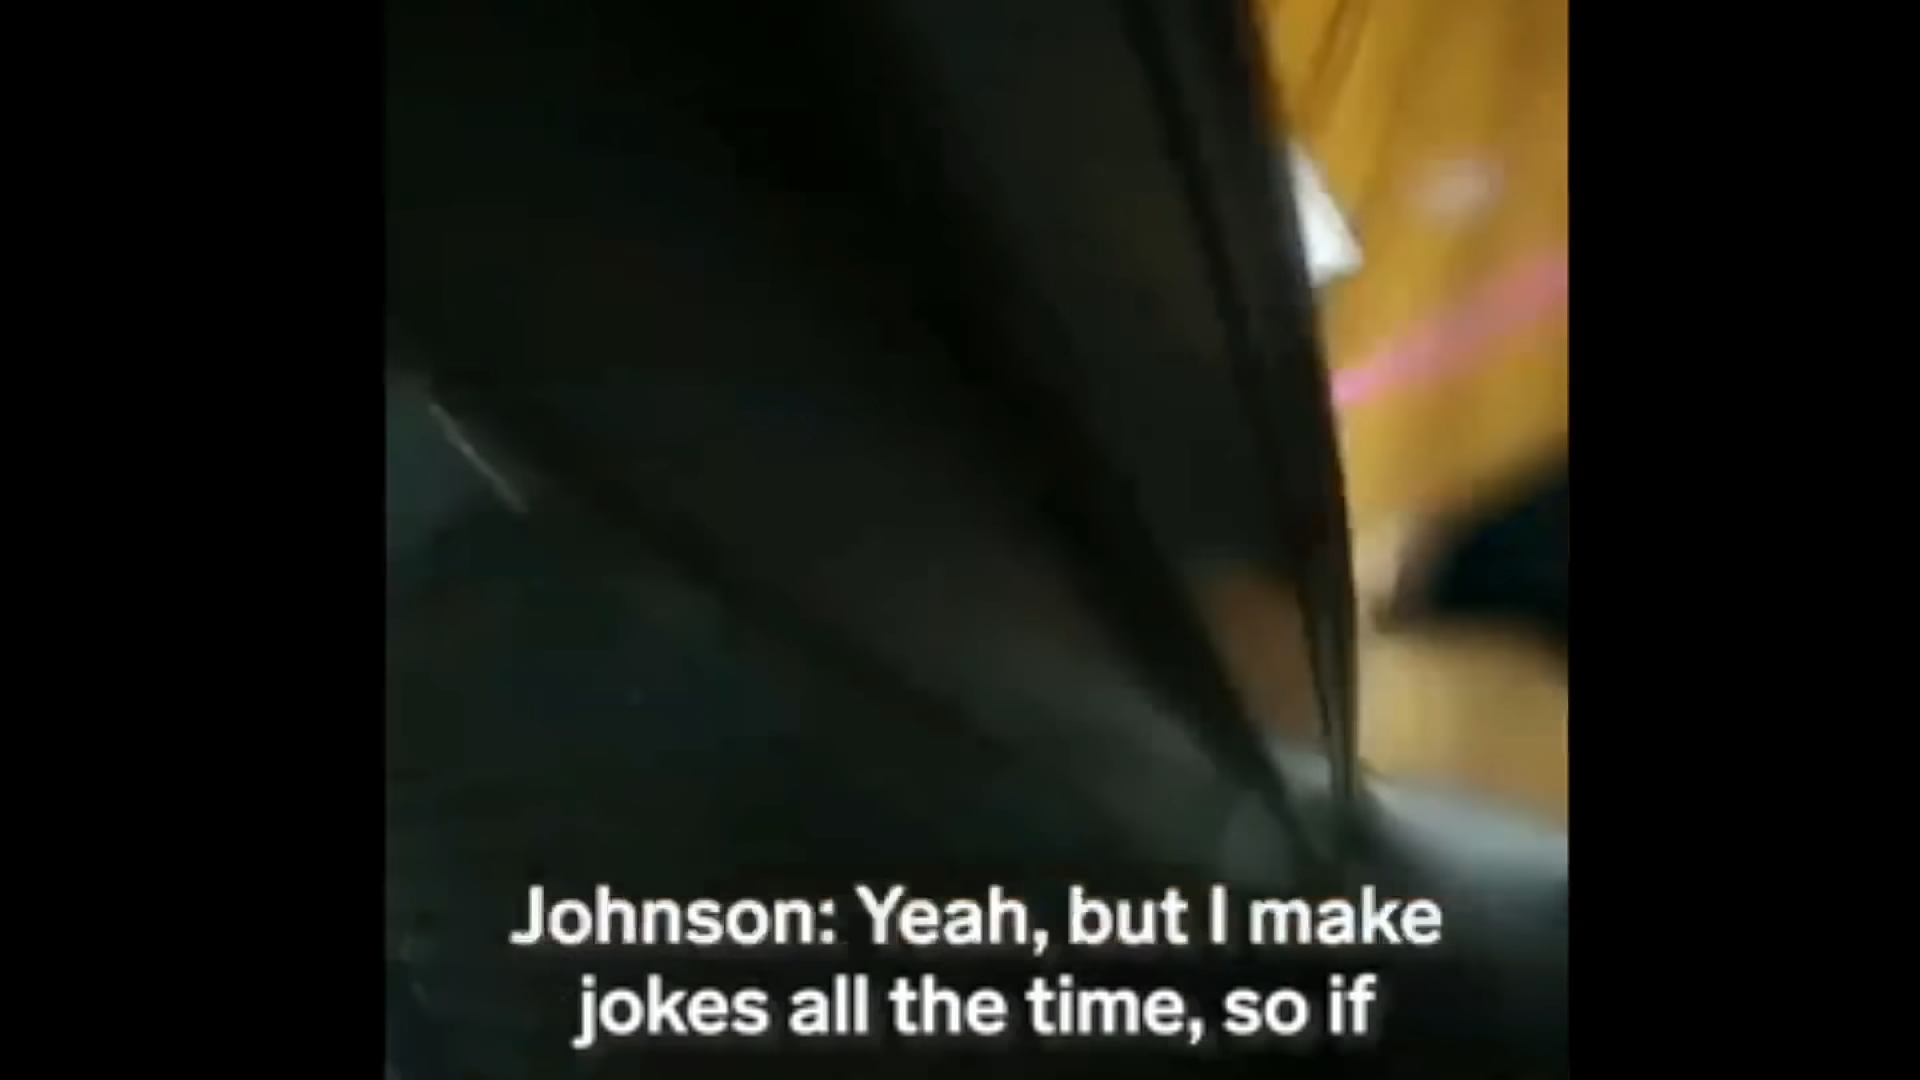 Johnson: Yeah, but I make
jokes all the time, so if